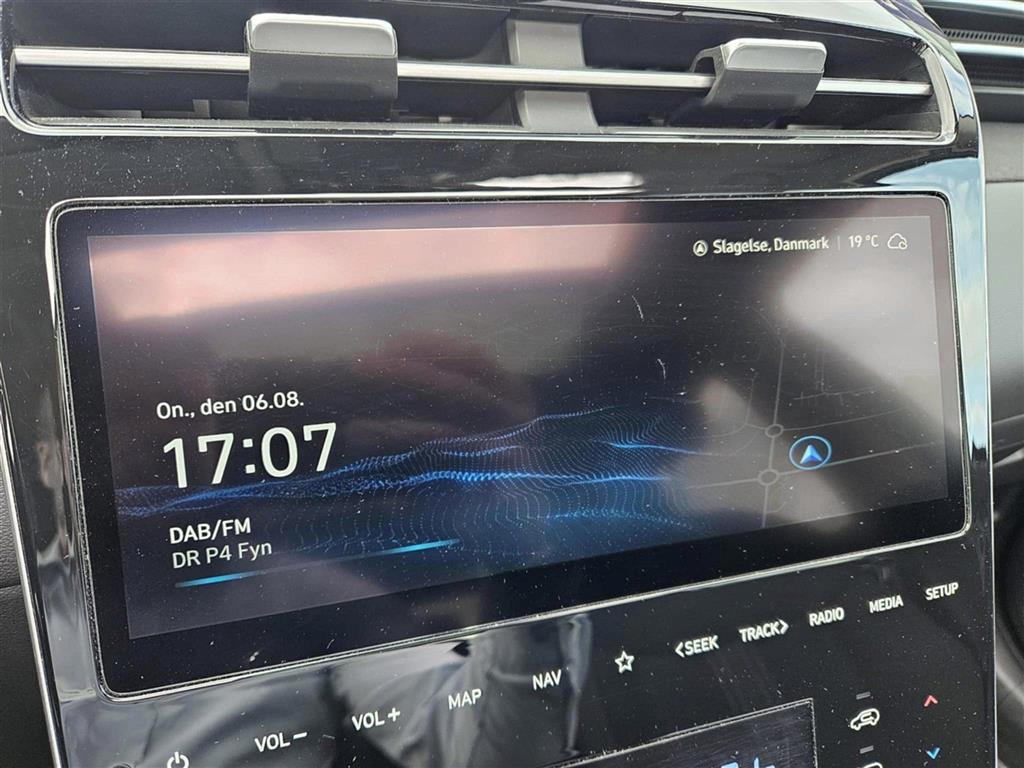 Slagelse, Danmark | 19 °C
On., den 06.08.
17:07
DAB/FM
DR P4 Fyn
VOL−
VOL+
MAP
NAV
<SEEK
TRACK>
RADIO
MEDIA
SETUP